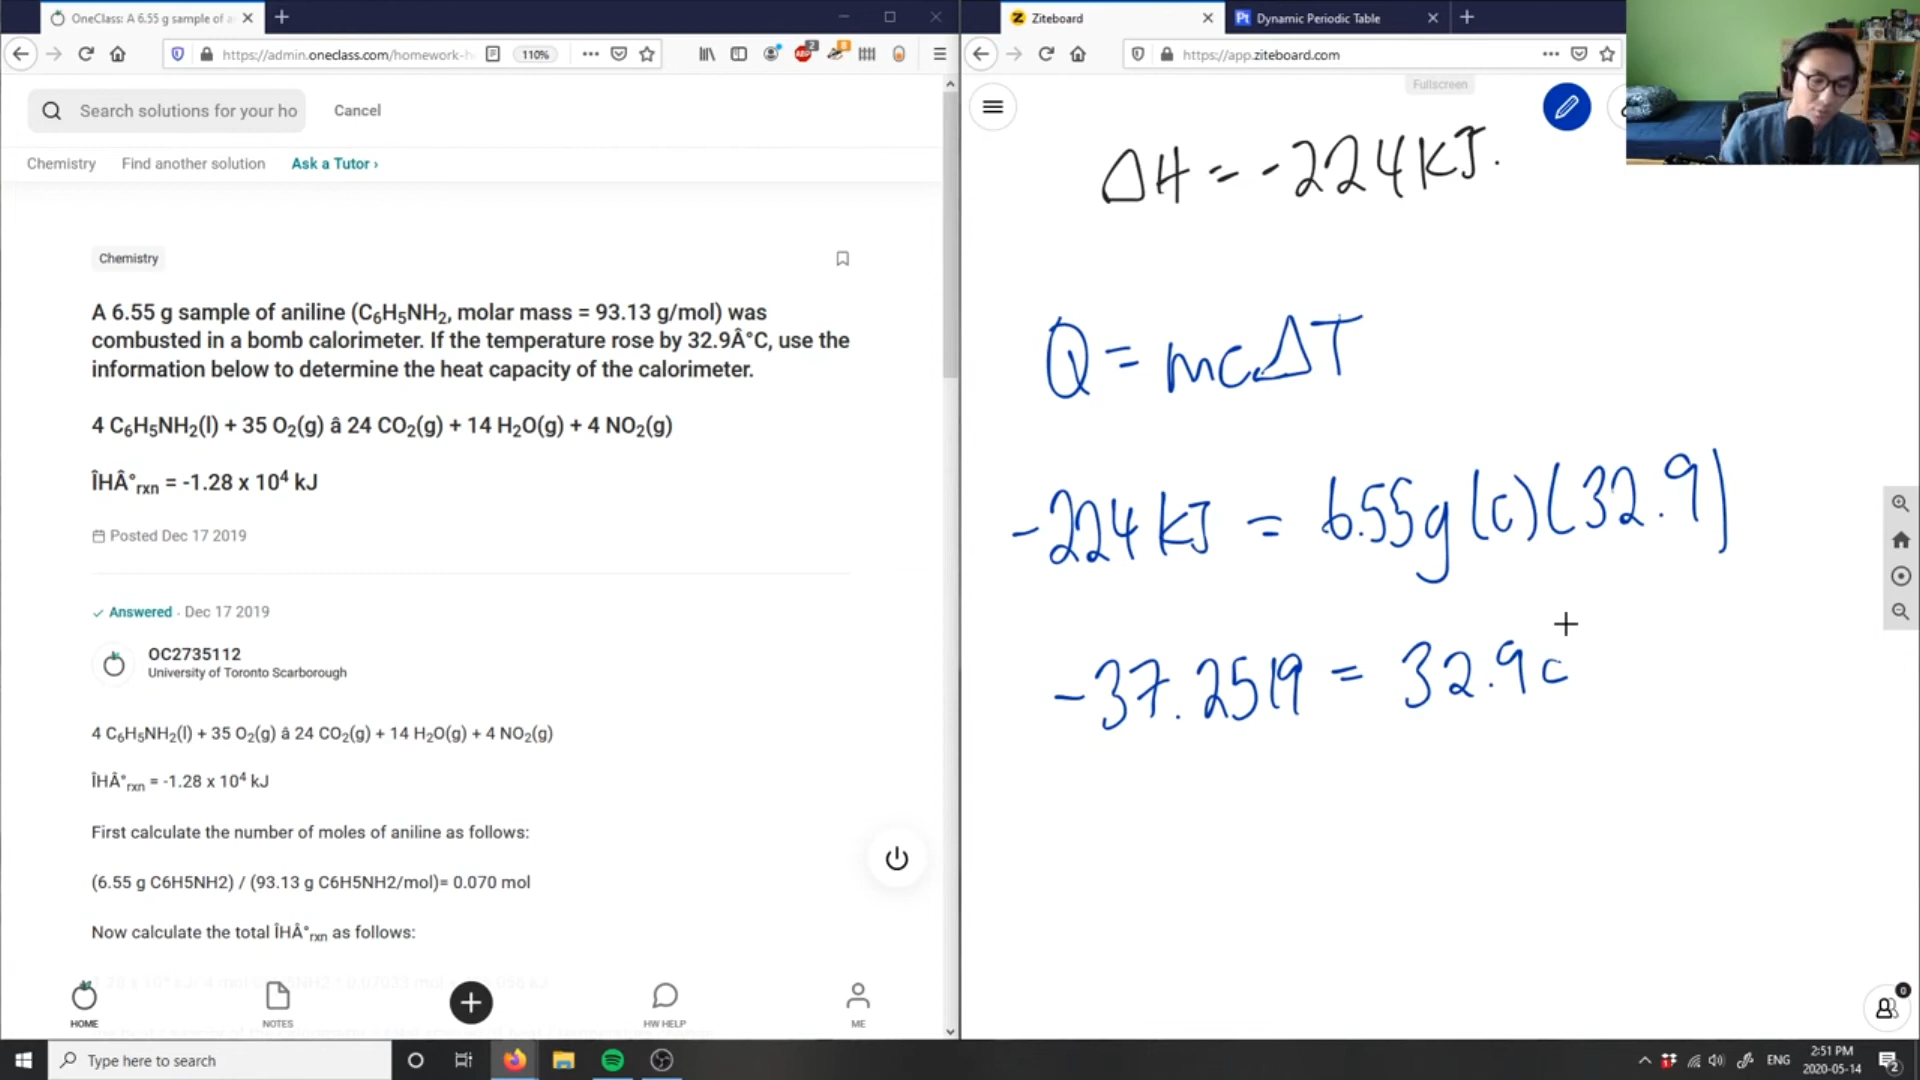 OneClass: A 6.55 g sample of a
Ziteboard
Dynamic Periodic Table
https://admin.oneclass.com/homework-h
110%
https://app.ziteboard.com
Fullscreen
Search solutions for your ho
Cancel
Chemistry
Find another solution
Ask a Tutor ›
Chemistry
A 6.55 g sample of aniline (C₆H₅NH₂, molar mass = 93.13 g/mol) was
combusted in a bomb calorimeter. If the temperature rose by 32.9Â°C, use the
information below to determine the heat capacity of the calorimeter.
4 C₆H₅NH₂(l) + 35 O₂(g) â 24 CO₂(g) + 14 H₂O(g) + 4 NO₂(g)
ÎHÂ°rxn = -1.28 x 10⁴ kJ
Posted Dec 17 2019
Answered · Dec 17 2019
OC2735112
University of Toronto Scarborough
4 C₆H₅NH₂(l) + 35 O₂(g) â 24 CO₂(g) + 14 H₂O(g) + 4 NO₂(g)
ÎHÂ°rxn = -1.28 x 10⁴ kJ
First calculate the number of moles of aniline as follows:
(6.55 g C6H5NH2) / (93.13 g C6H5NH2/mol)= 0.070 mol
Now calculate the total ÎHÂ°rxn as follows:
HOME
NOTES
HW HELP
ME
ΔH = -224 kJ.
Q = mcΔT
-224 kJ = 6.55g (c)(32.9)
-37.2519 = 32.9c
0
Type here to search
ENG
2:51 PM
2020-05-14
2